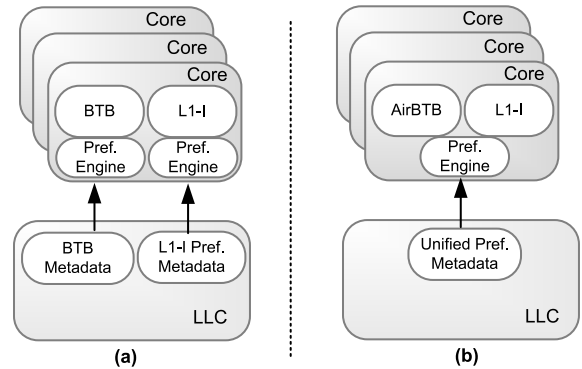 Core
Core
Core
BTB
L1-I
Pref.
Engine
Pref.
Engine
BTB
Metadata
L1-I Pref.
Metadata
LLC
(a)
Core
Core
Core
AirBTB
L1-I
Pref.
Engine
Unified Pref.
Metadata
LLC
(b)